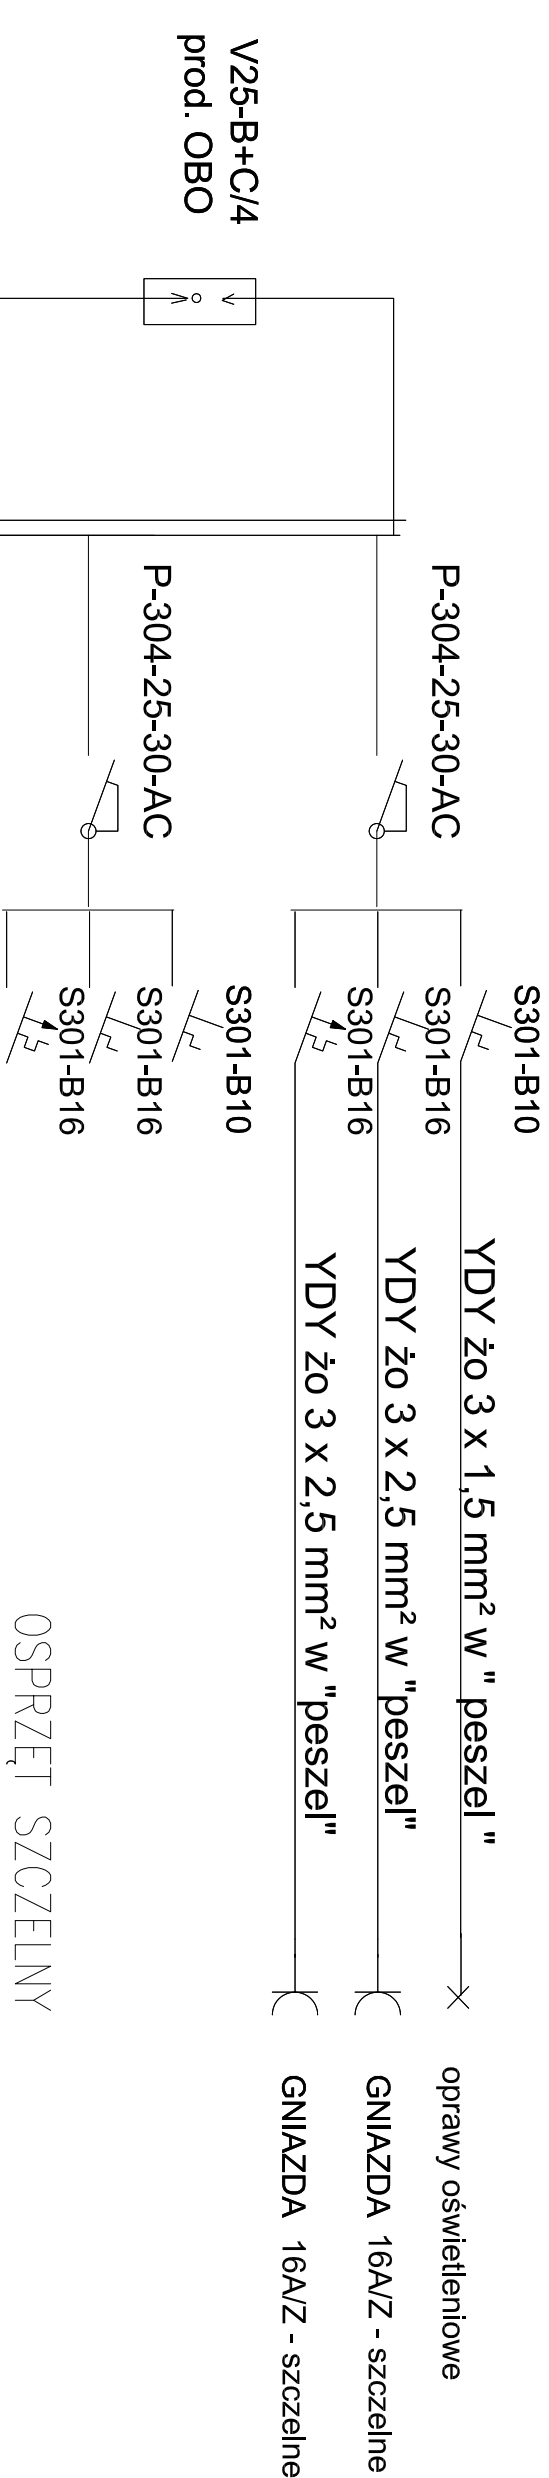 V25-B+C/4
prod. OBO
P-304-25-30-AC
S301-B10
YDY żo 3 x 1,5 mm² w " peszel "
oprawy oświetleniowe
S301-B16
YDY żo 3 x 2,5 mm² w "peszel"
GNIAZDA 16A/Z - szczelne
S301-B16
YDY żo 3 x 2,5 mm² w "peszel"
GNIAZDA 16A/Z - szczelne
P-304-25-30-AC
S301-B10
S301-B16
S301-B16
OSPRZĘT SZCZELNY